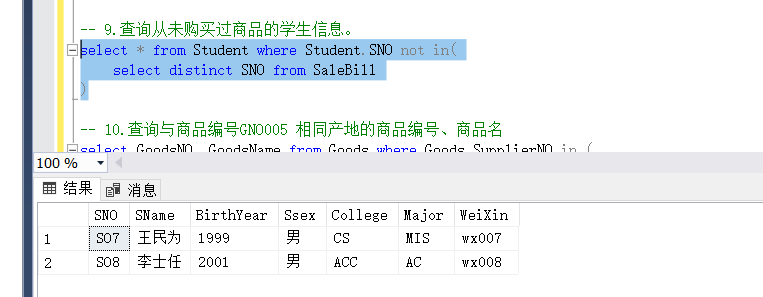 -- 9.查询从未购买过商品的学生信息。
select * from Student where Student.SNO not in(
select distinct SNO from SaleBill
)
-- 10.查询与商品编号GN0005 相同产地的商品编号、商品名
select GoodsNO, GoodsName from Goods where Goods.SupplierNO in (
100 %
结果 消息
SNO SName BirthYear Ssex College Major WeiXin
1 S07 王民为 1999 男 CS MIS wx007
2 S08 李士任 2001 男 ACC AC wx008